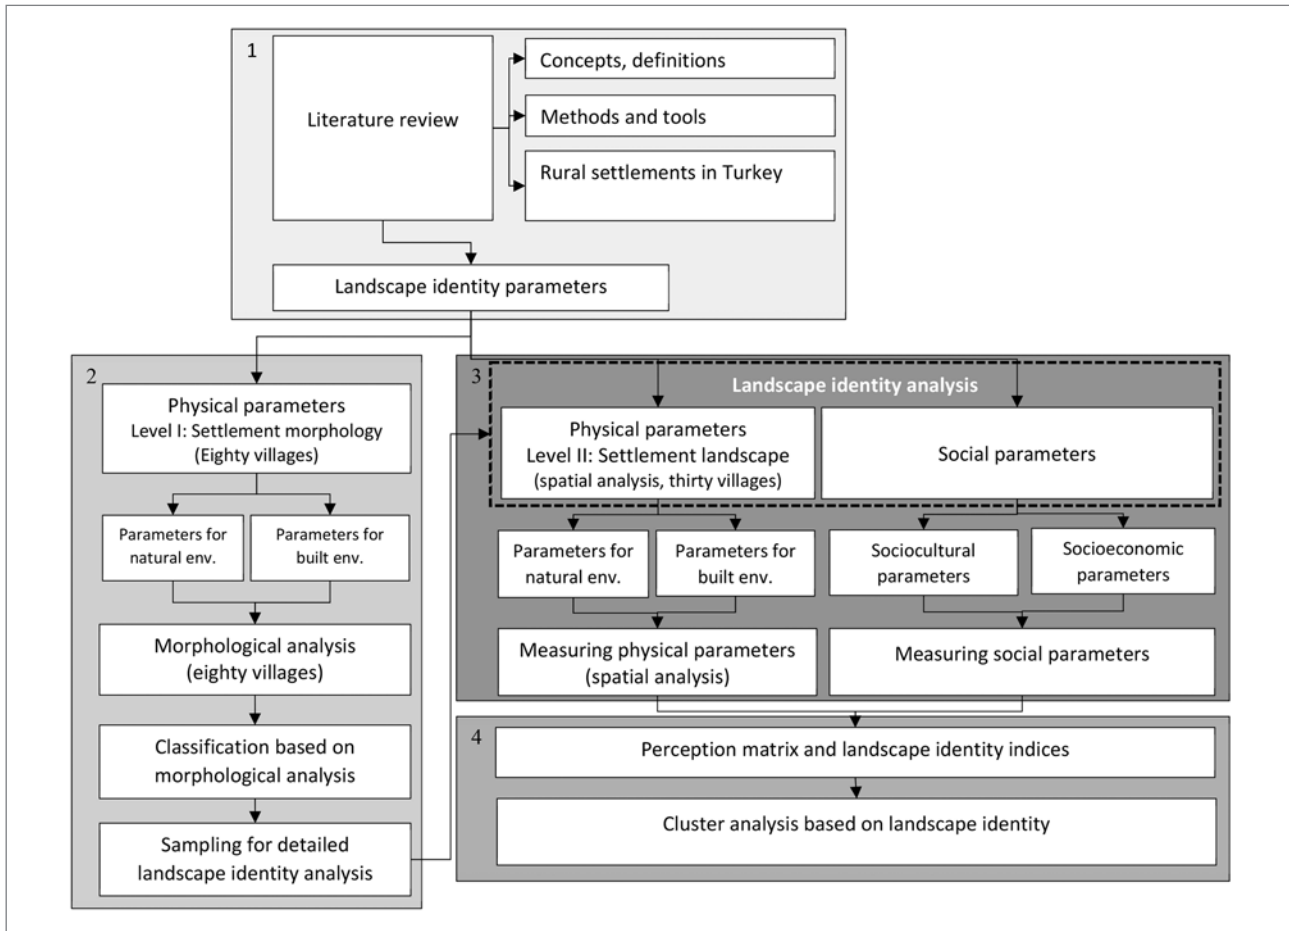 1
Literature review
Concepts, definitions
Methods and tools
Rural settlements in Turkey
Landscape identity parameters
2
Physical parameters
Level I: Settlement morphology
(Eighty villages)
Parameters for
natural env.
Parameters for
built env.
Morphological analysis
(eighty villages)
Classification based on
morphological analysis
Sampling for detailed
landscape identity analysis
3
Landscape identity analysis
Physical parameters
Level II: Settlement landscape
(spatial analysis, thirty villages)
Social parameters
Parameters for
natural env.
Parameters for
built env.
Sociocultural
parameters
Socioeconomic
parameters
Measuring physical parameters
(spatial analysis)
Measuring social parameters
4
Perception matrix and landscape identity indices
Cluster analysis based on landscape identity